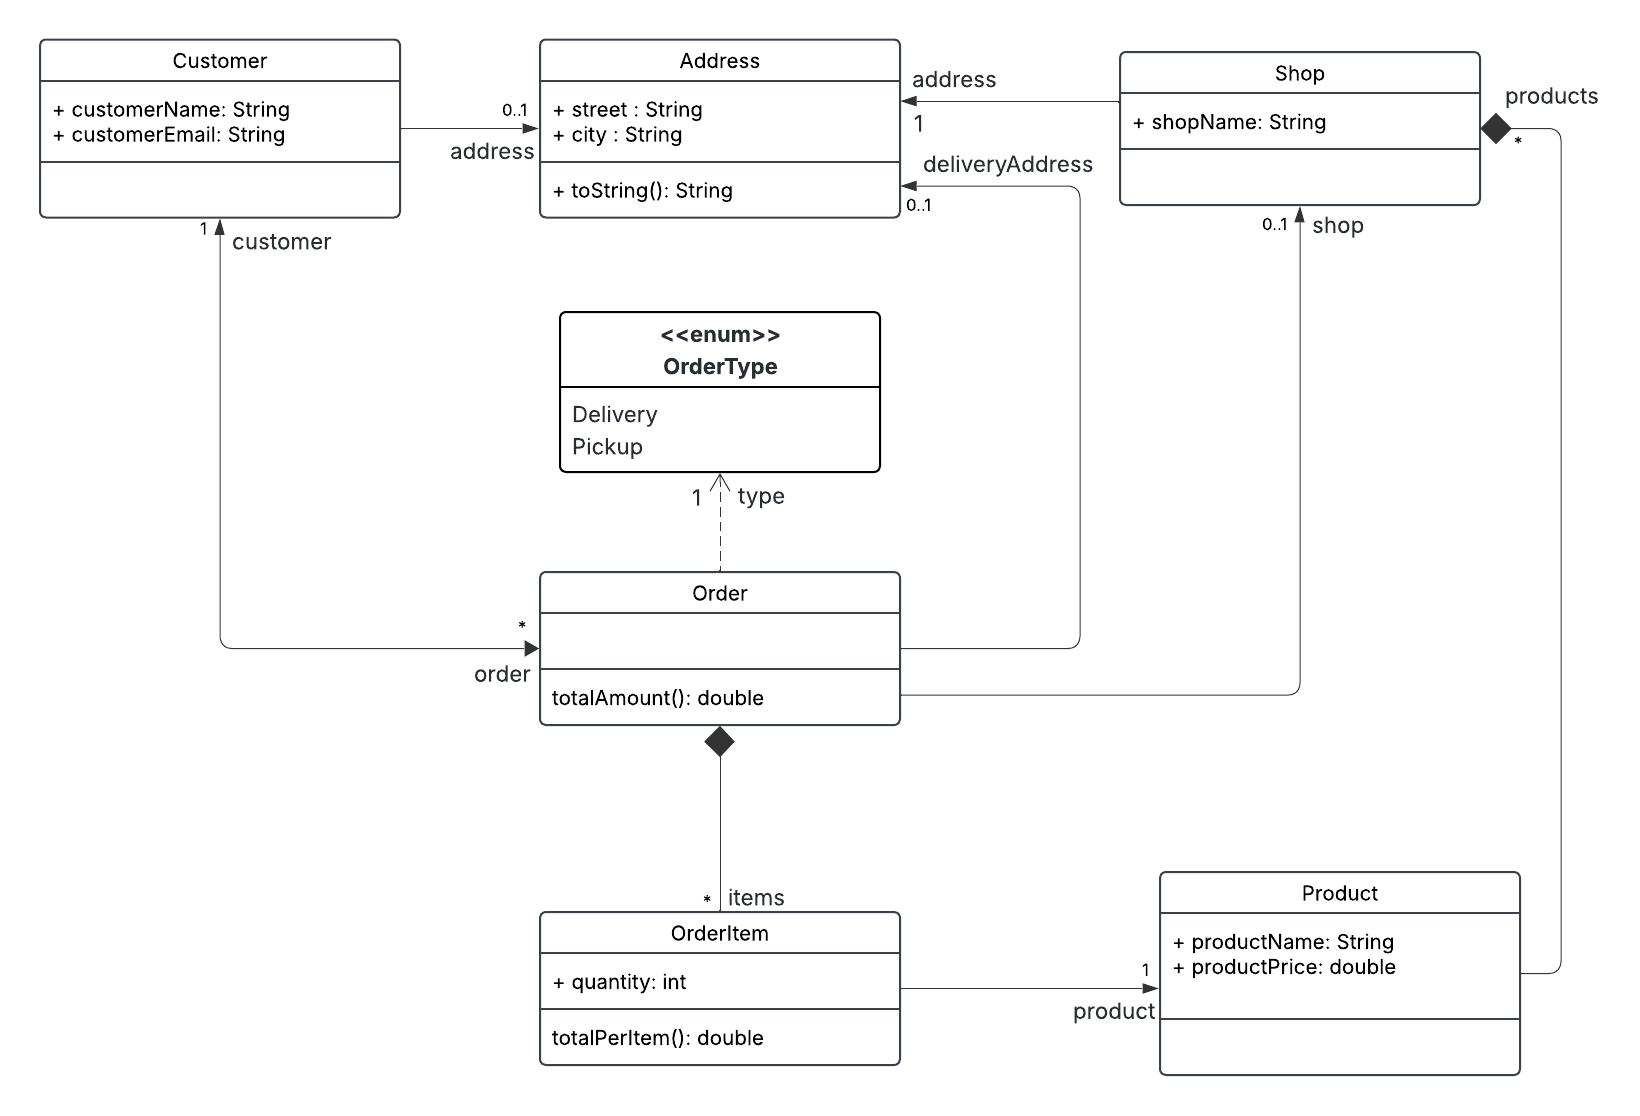 Customer
+ customerName: String
+ customerEmail: String
0..1
address
Address
+ street : String
+ city : String
+ toString(): String
address
1
deliveryAddress
0..1
Shop
+ shopName: String
products
*
0..1
shop
1
customer
<<enum>>
OrderType
Delivery
Pickup
1
type
*
order
Order
totalAmount(): double
*
items
OrderItem
+ quantity: int
totalPerItem(): double
1
product
Product
+ productName: String
+ productPrice: double